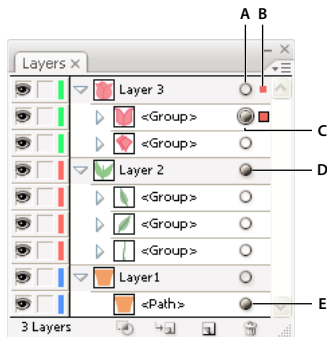 A B
Layers ×
Layer 3
<Group>
C
<Group>
Layer 2
D
<Group>
<Group>
<Group>
Layer1
<Path>
E
3 Layers